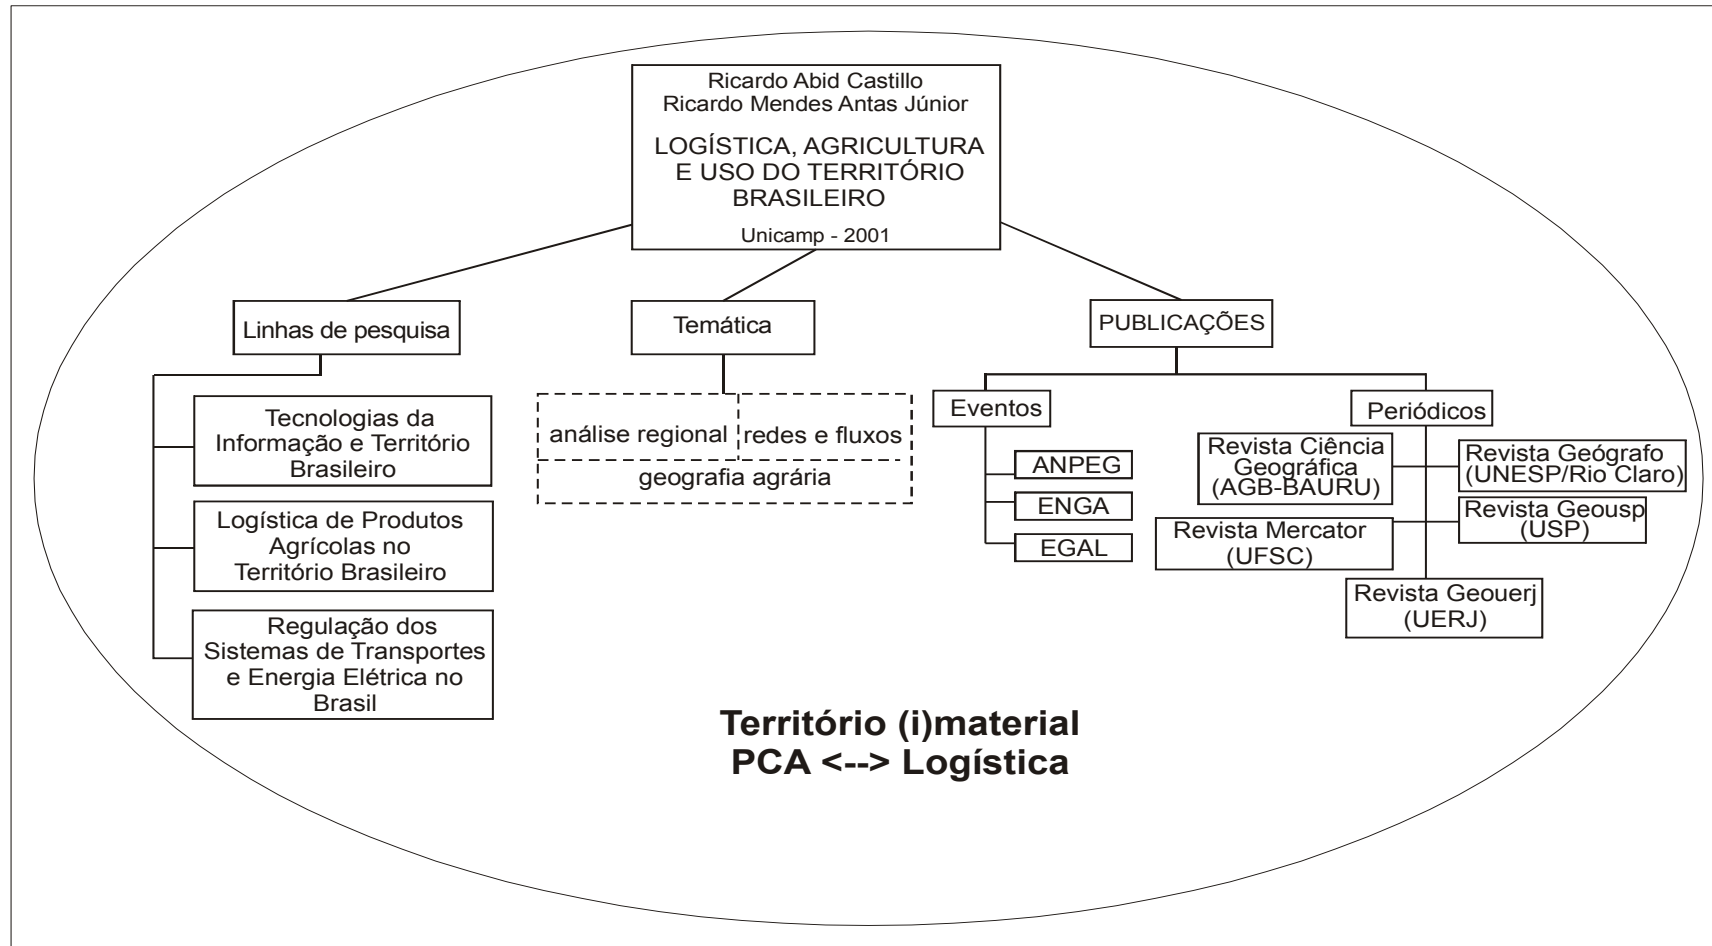 Ricardo Abid Castillo
Ricardo Mendes Antas Júnior
LOGÍSTICA, AGRICULTURA
E USO DO TERRITÓRIO
BRASILEIRO
Unicamp - 2001
Linhas de pesquisa
Tecnologias da
Informação e Território
Brasileiro
Logística de Produtos
Agrícolas no
Território Brasileiro
Regulação dos
Sistemas de Transportes
e Energia Elétrica no
Brasil
Temática
análise regional
redes e fluxos
geografia agrária
PUBLICAÇÕES
Eventos
ANPEG
ENGA
EGAL
Periódicos
Revista Ciência
Geográfica
(AGB-BAURU)
Revista Geógrafo
(UNESP/Rio Claro)
Revista Mercator
(UFSC)
Revista Geousp
(USP)
Revista Geouerj
(UERJ)
Território (i)material
PCA <--> Logística